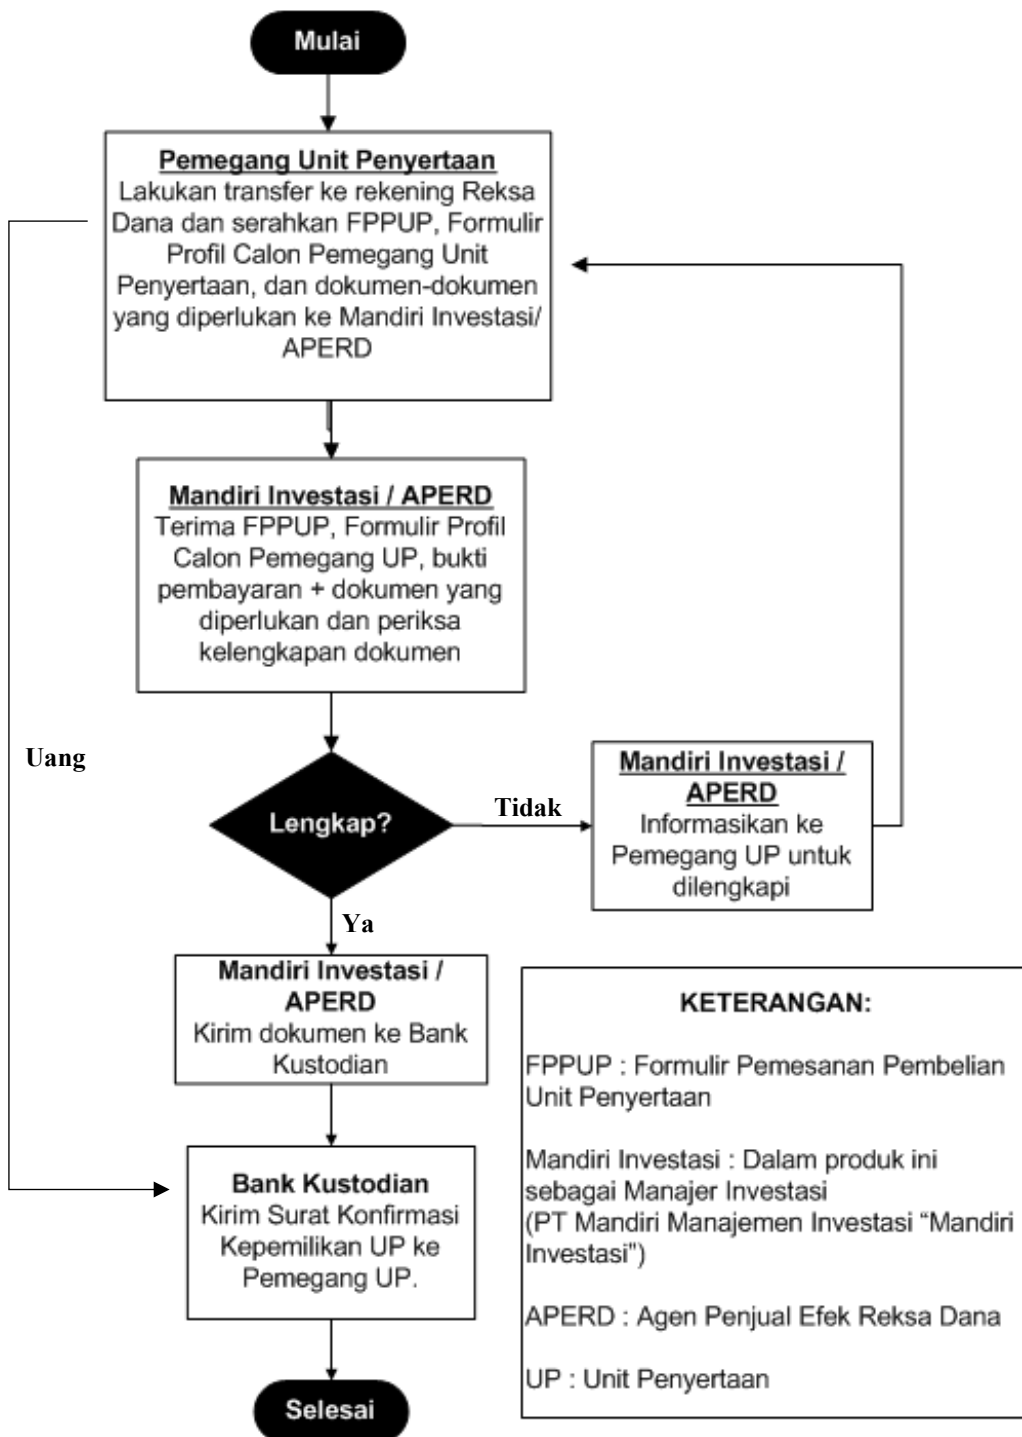 Mulai
Pemegang Unit Penyertaan
Lakukan transfer ke rekening Reksa
Dana dan serahkan FPPUP, Formulir
Profil Calon Pemegang Unit
Penyertaan, dan dokumen-dokumen
yang diperlukan ke Mandiri Investasi/
APERD
Mandiri Investasi / APERD
Terima FPPUP, Formulir Profil
Calon Pemegang UP, bukti
pembayaran + dokumen yang
diperlukan dan periksa
kelengkapan dokumen
Uang
Lengkap?
Tidak
Mandiri Investasi /
APERD
Informasikan ke
Pemegang UP untuk
dilengkapi
Ya
Mandiri Investasi /
APERD
Kirim dokumen ke Bank
Kustodian
Bank Kustodian
Kirim Surat Konfirmasi
Kepemilikan UP ke
Pemegang UP.
Selesai
KETERANGAN:
FPPUP : Formulir Pemesanan Pembelian
Unit Penyertaan
Mandiri Investasi : Dalam produk ini
sebagai Manajer Investasi
(PT Mandiri Manajemen Investasi “Mandiri
Investasi”)
APERD : Agen Penjual Efek Reksa Dana
UP : Unit Penyertaan